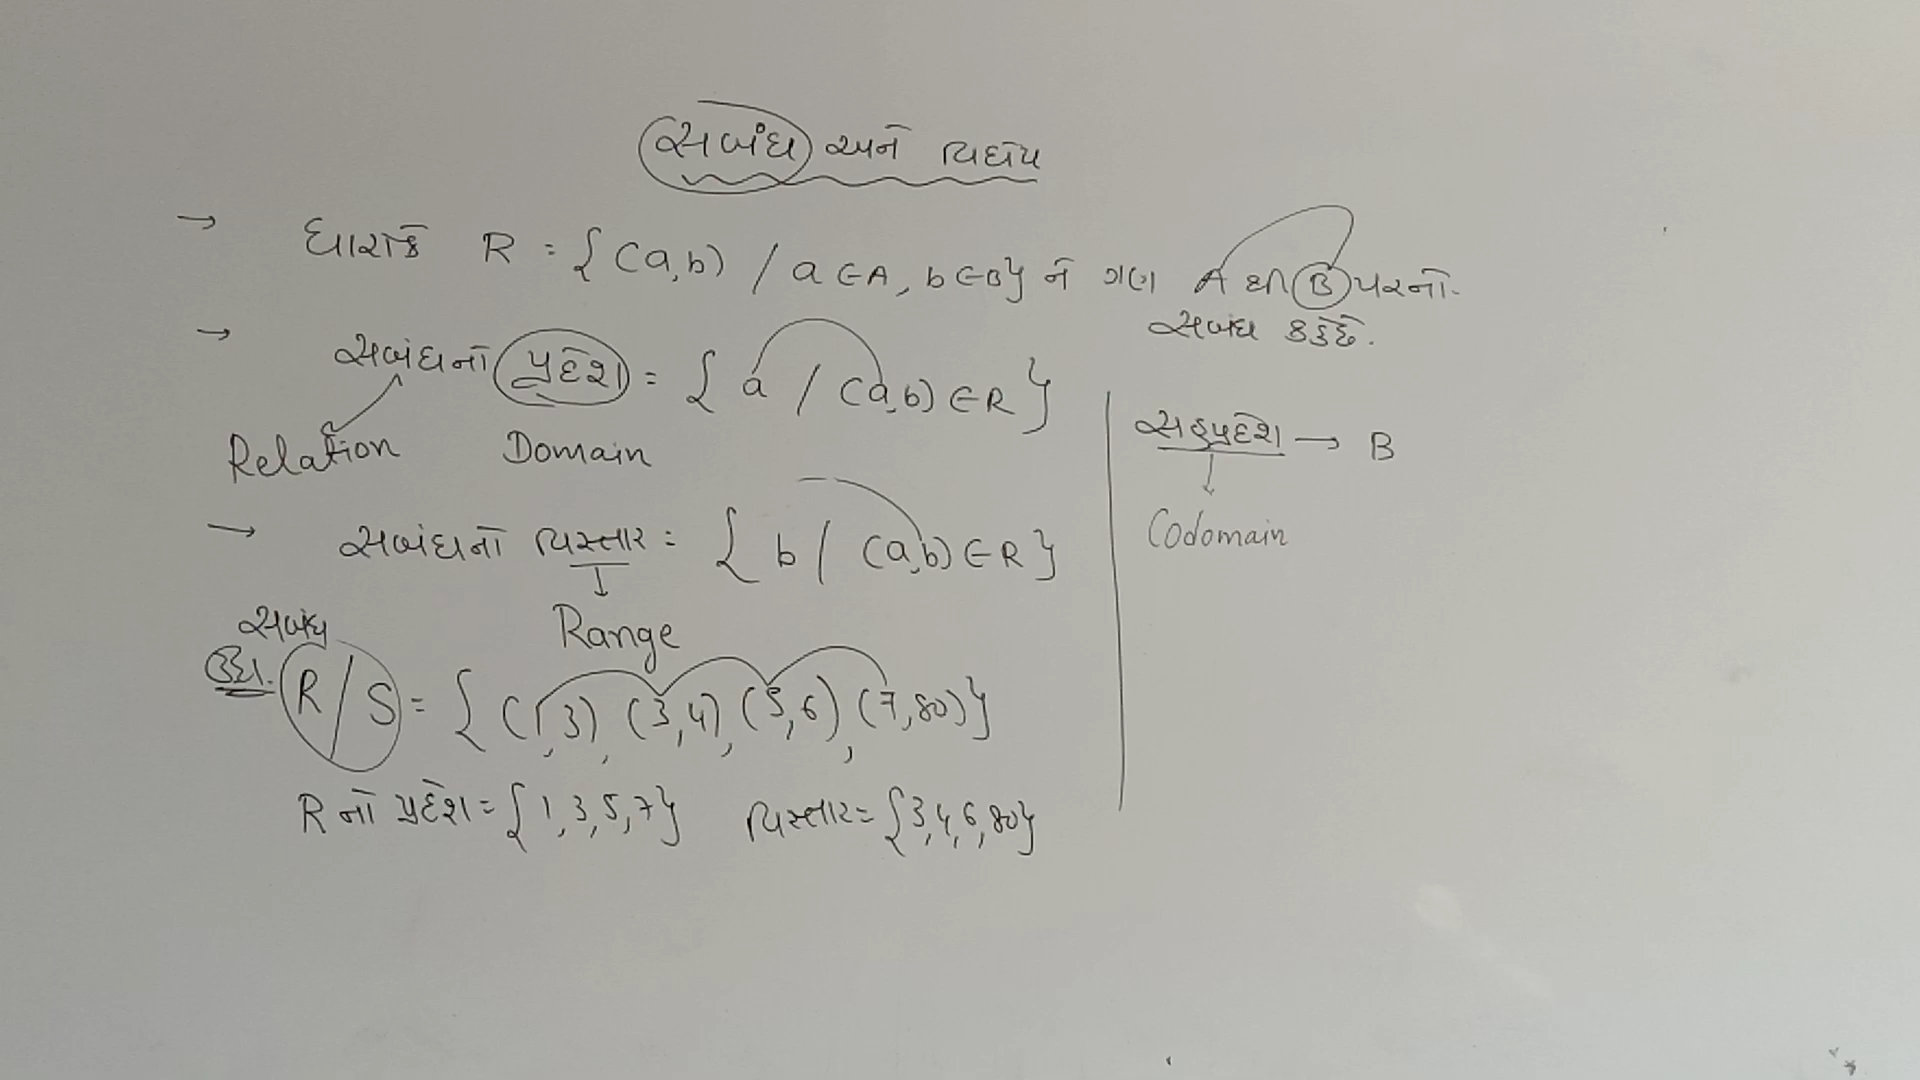 સબંધ અને વિધેય
→ ધારોકે R = {(a,b) / a∈A, b∈B} ને ગણ A થી B પરનો
સબંધ કહેછે.
→ સબંધનો પ્રદેશ = { a / (a,b) ∈ R }
Relation Domain
સહપ્રદેશ → B
Codomain
→ સબંધનો વિસ્તાર = { b / (a,b) ∈ R }
Range
સબંધ
ઉદા. R/S = { (1,3), (3,4), (5,6), (7,80) }
R નો પ્રદેશ = {1,3,5,7} વિસ્તાર = {3,4,6,80}